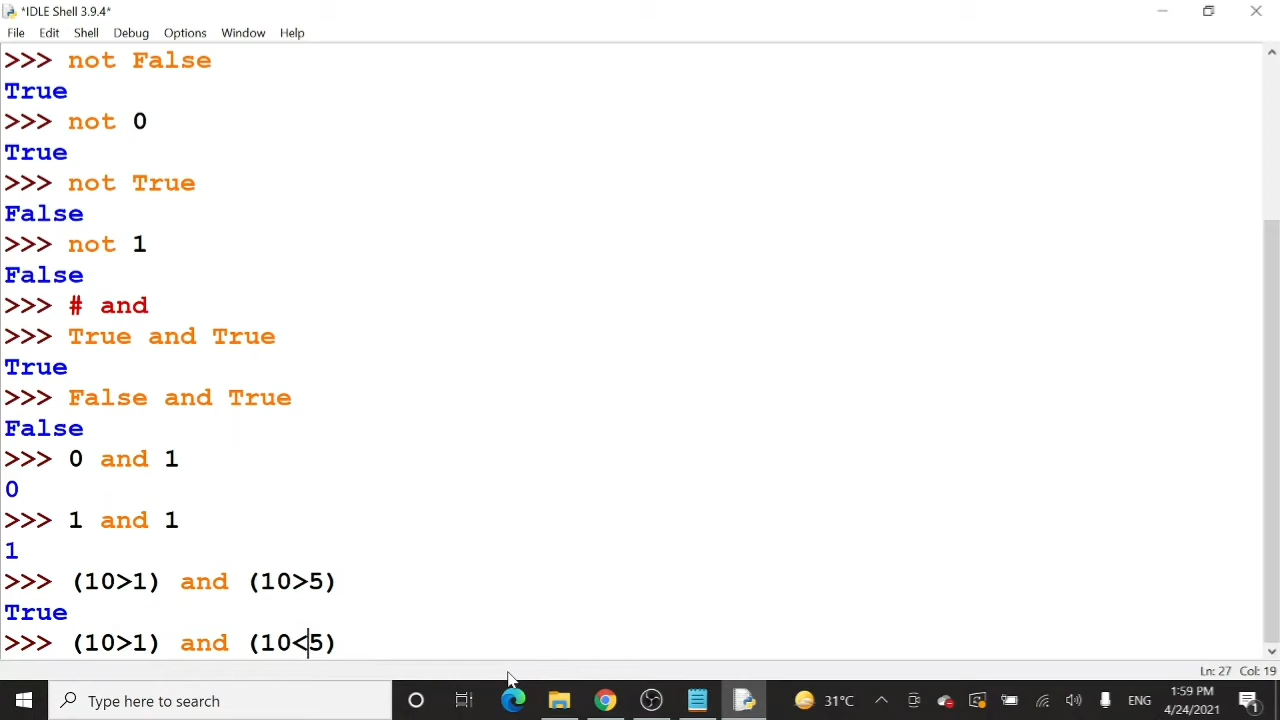 *IDLE Shell 3.9.4*
File Edit Shell Debug Options Window Help
>>> not False
True
>>> not 0
True
>>> not True
False
>>> not 1
False
>>> # and
>>> True and True
True
>>> False and True
False
>>> 0 and 1
0
>>> 1 and 1
1
>>> (10>1) and (10>5)
True
>>> (10>1) and (10<5)
Ln: 27 Col: 19
Type here to search
31°C
ENG
1:59 PM
4/24/2021
1